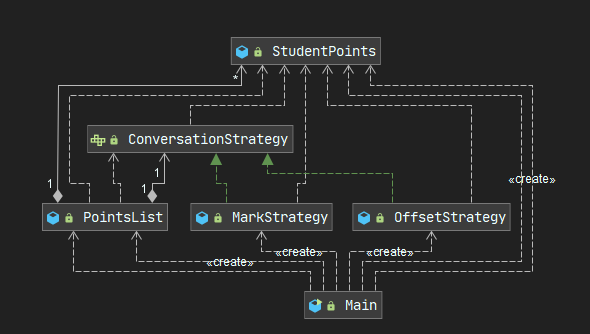 StudentPoints
*
ConversationStrategy
1
1
1
«create»
PointsList
MarkStrategy
OffsetStrategy
«create»
«create»
«create»
Main